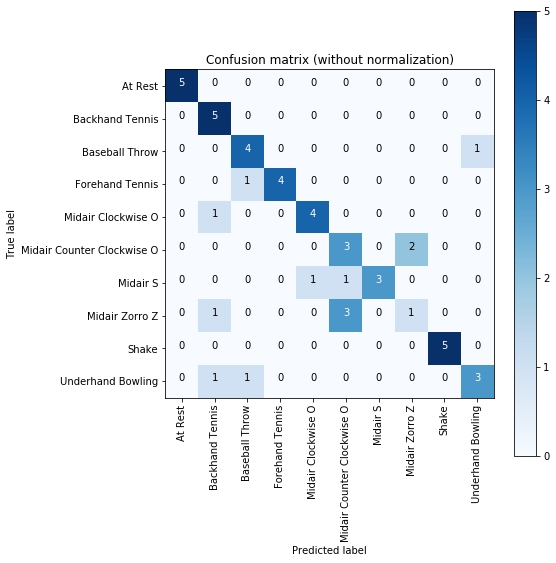 Confusion matrix (without normalization)
True label
At Rest 5 0 0 0 0 0 0 0 0 0
Backhand Tennis 0 5 0 0 0 0 0 0 0 0
Baseball Throw 0 0 4 0 0 0 0 0 0 1
Forehand Tennis 0 0 1 4 0 0 0 0 0 0
Midair Clockwise O 0 1 0 0 4 0 0 0 0 0
Midair Counter Clockwise O 0 0 0 0 0 3 0 2 0 0
Midair S 0 0 0 0 1 1 3 0 0 0
Midair Zorro Z 0 1 0 0 0 3 0 1 0 0
Shake 0 0 0 0 0 0 0 0 5 0
Underhand Bowling 0 1 1 0 0 0 0 0 0 3
At Rest
Backhand Tennis
Baseball Throw
Forehand Tennis
Midair Clockwise O
Midair Counter Clockwise O
Midair S
Midair Zorro Z
Shake
Underhand Bowling
Predicted label
5
4
3
2
1
0